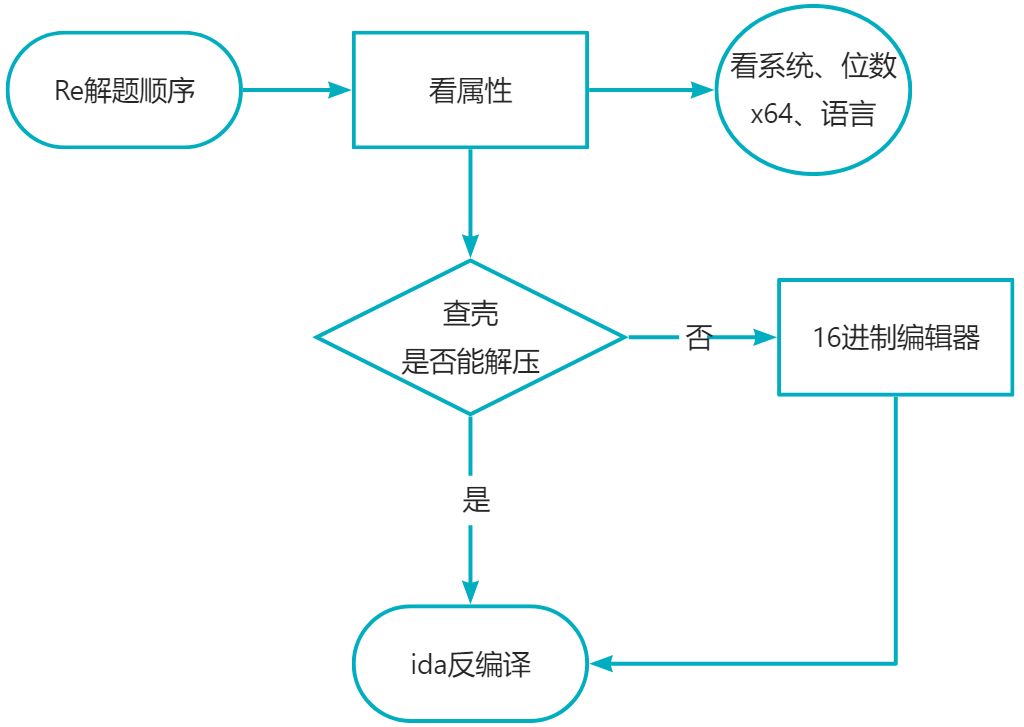 Re解题顺序
看属性
看系统、位数
x64、语言
查壳
是否能解压
否
16进制编辑器
是
ida反编译